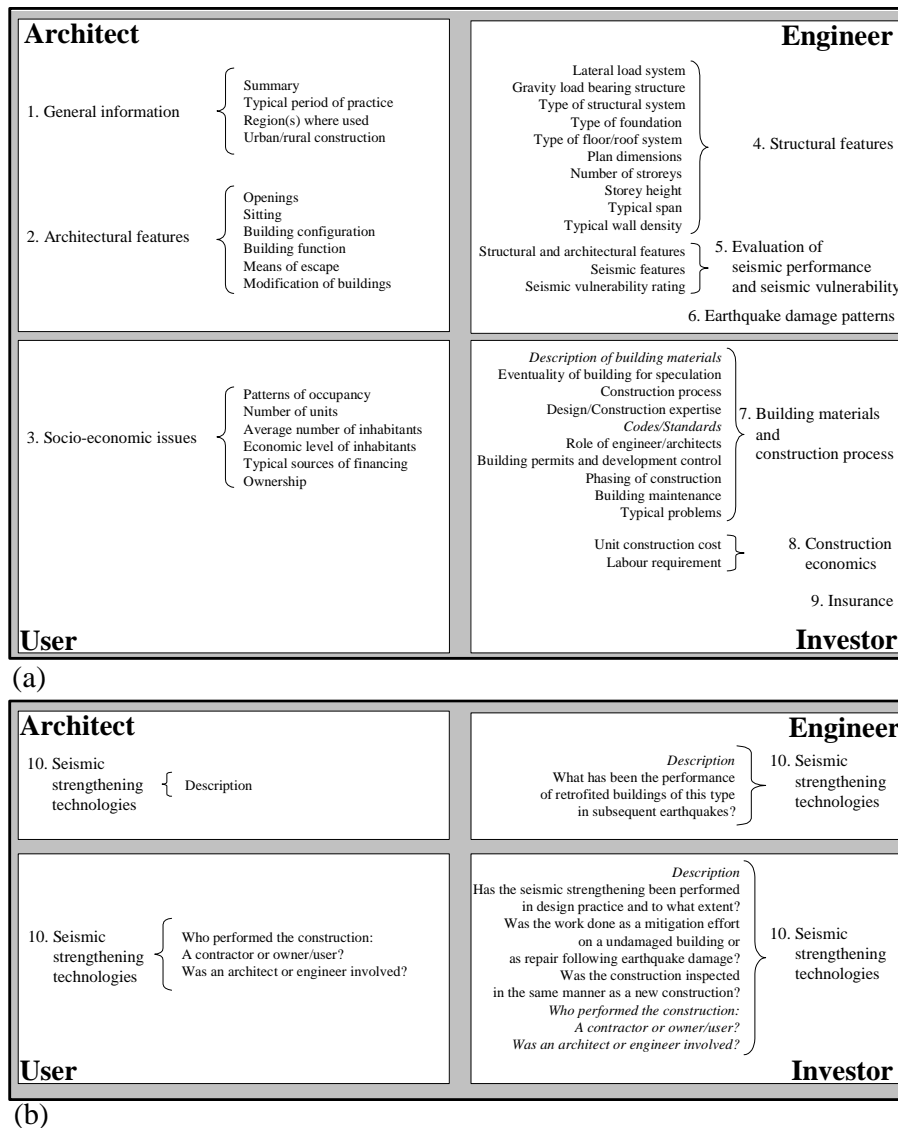 Architect
1. General information
Summary
Typical period of practice
Region(s) where used
Urban/rural construction
2. Architectural features
Openings
Sitting
Building configuration
Building function
Means of escape
Modification of buildings
Engineer
Lateral load system
Gravity load bearing structure
Type of structural system
Type of foundation
Type of floor/roof system
Plan dimensions
Number of stroreys
Storey height
Typical span
Typical wall density
4. Structural features
Structural and architectural features
Seismic features
Seismic vulnerability rating
5. Evaluation of
seismic performance
and seismic vulnerability
6. Earthquake damage patterns
3. Socio-economic issues
Patterns of occupancy
Number of units
Average number of inhabitants
Economic level of inhabitants
Typical sources of financing
Ownership
User
Description of building materials
Eventuality of building for speculation
Construction process
Design/Construction expertise
Codes/Standards
Role of engineer/architects
Building permits and development control
Phasing of construction
Building maintenance
Typical problems
7. Building materials
and
construction process
Unit construction cost
Labour requirement
8. Construction
economics
9. Insurance
Investor
(a)
Architect
10. Seismic
strengthening
technologies
Description
Engineer
Description
What has been the performance
of retrofited buildings of this type
in subsequent earthquakes?
10. Seismic
strengthening
technologies
10. Seismic
strengthening
technologies
Who performed the construction:
A contractor or owner/user?
Was an architect or engineer involved?
User
Description
Has the seismic strengthening been performed
in design practice and to what extent?
Was the work done as a mitigation effort
on a undamaged building or
as repair following earthquake damage?
Was the construction inspected
in the same manner as a new construction?
Who performed the construction:
A contractor or owner/user?
Was an architect or engineer involved?
10. Seismic
strengthening
technologies
Investor
(b)